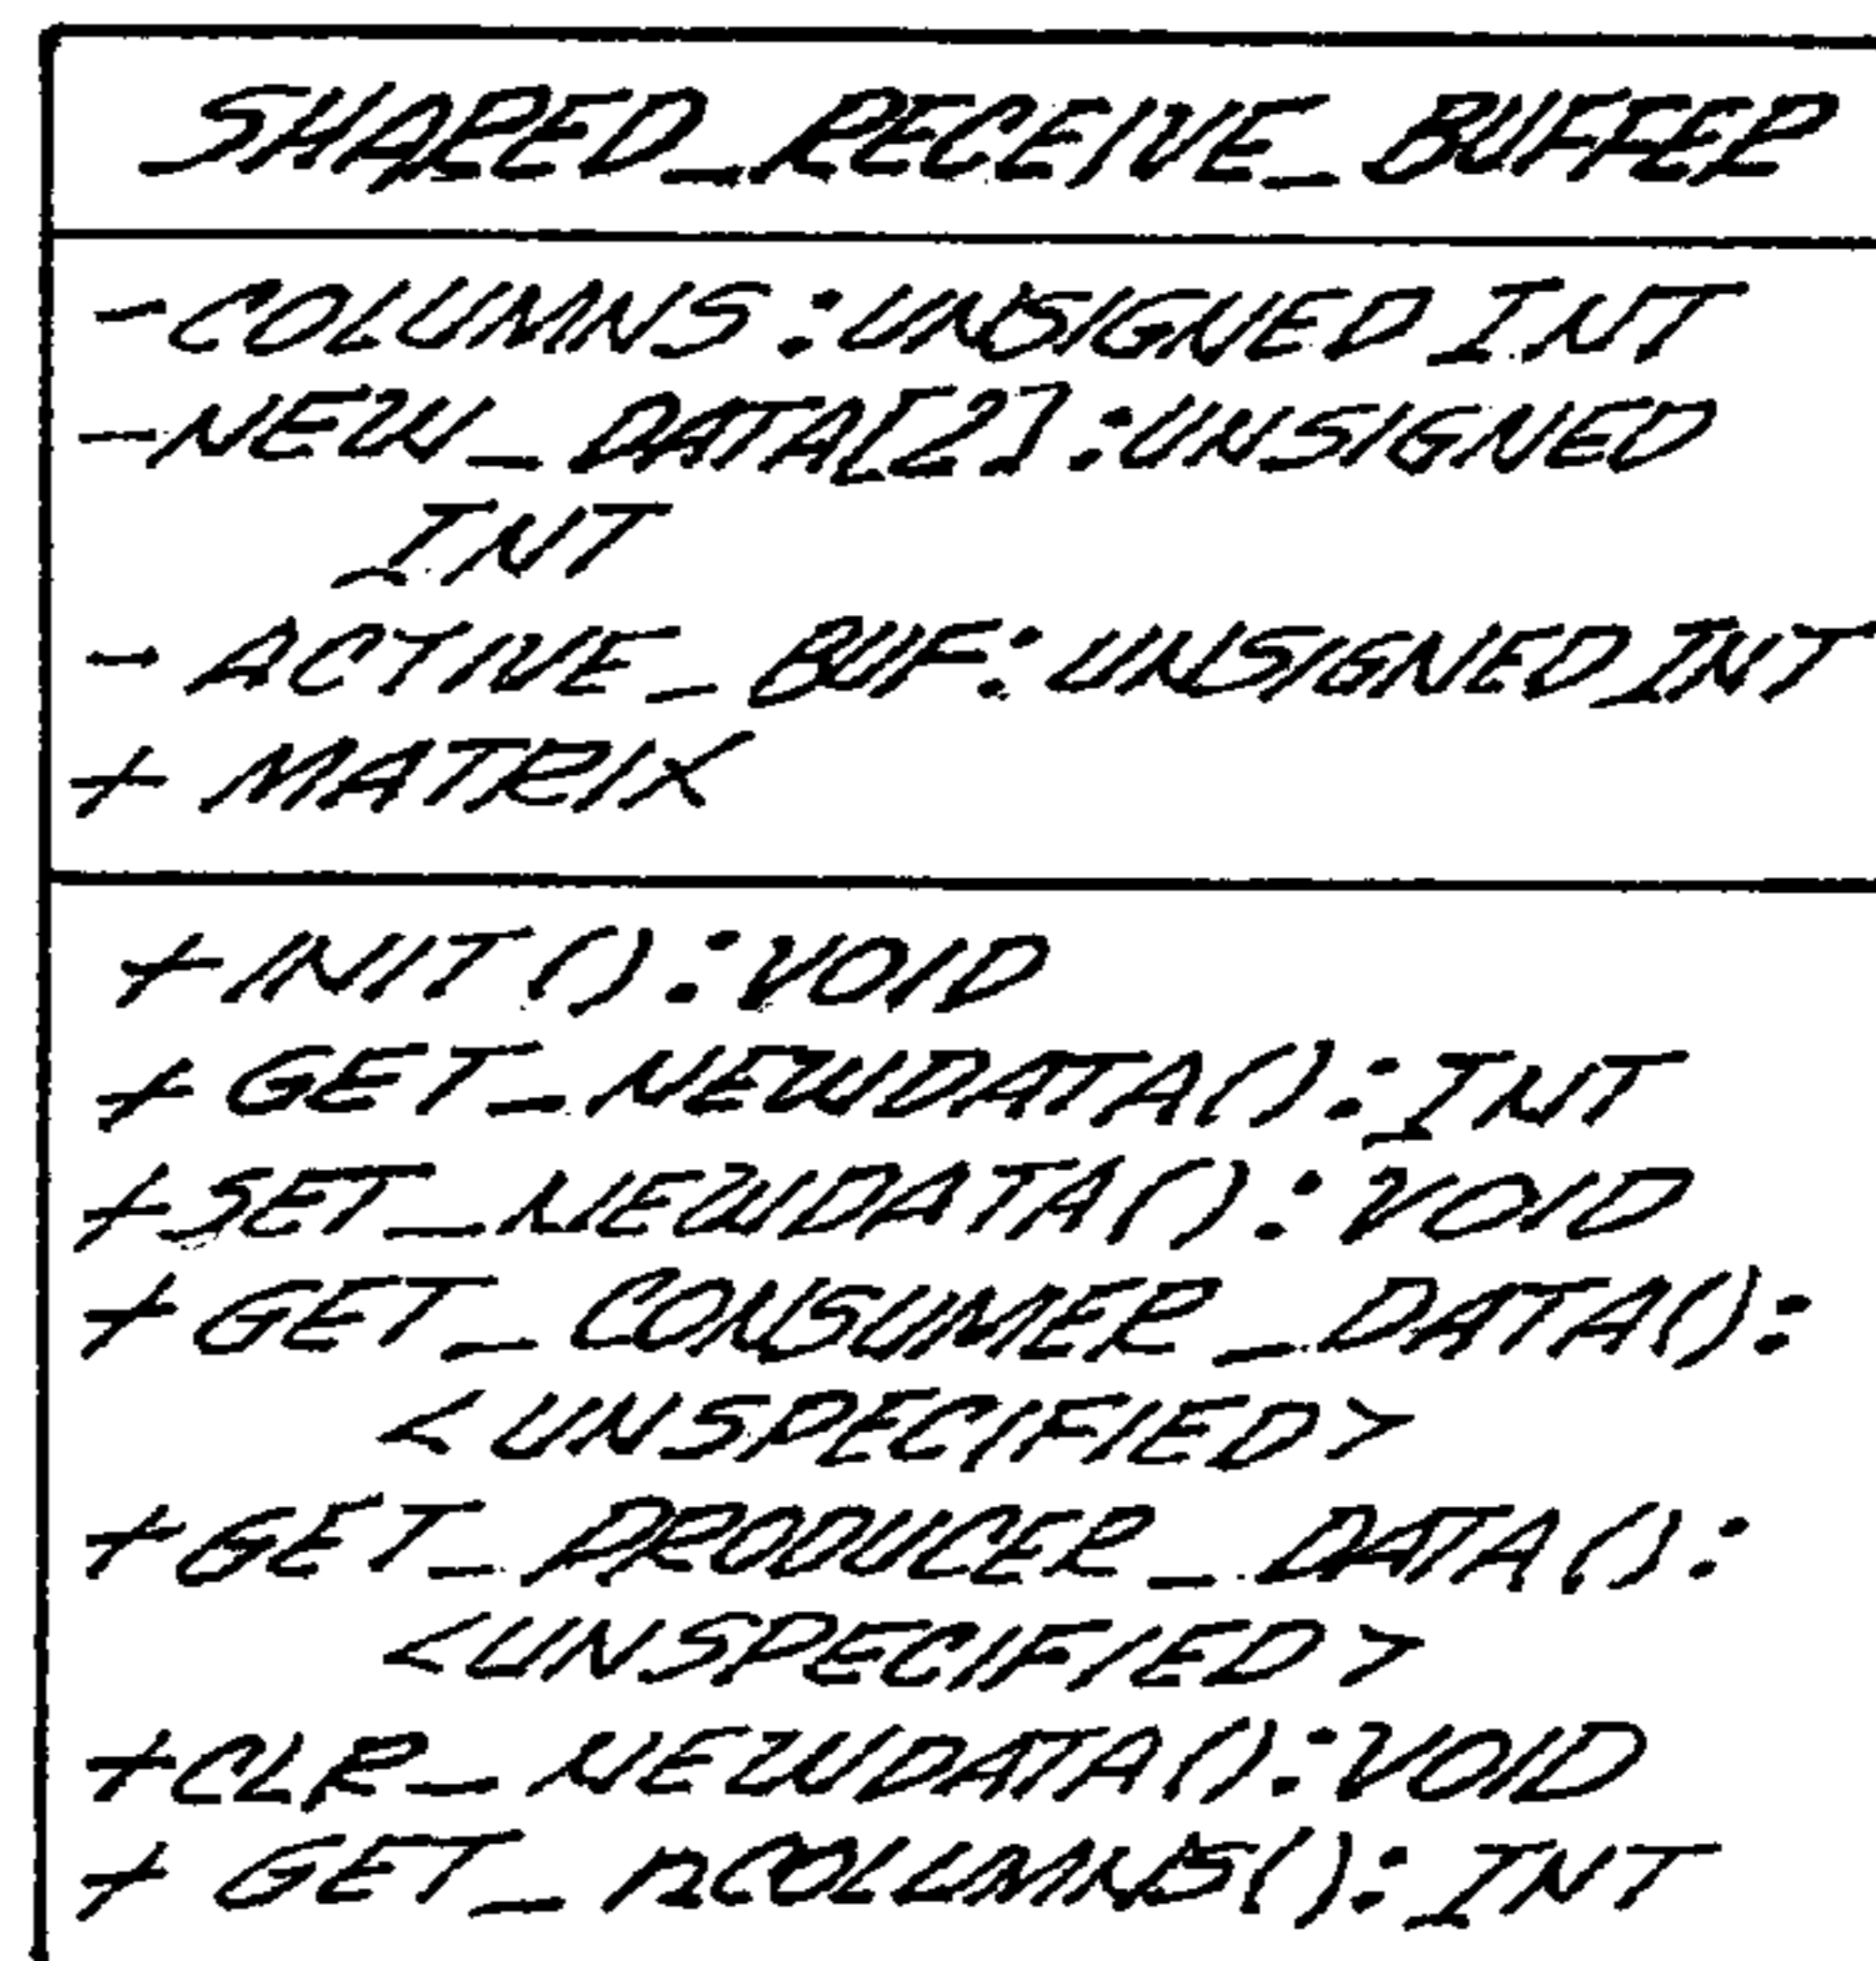 SHARED_RECEIVE_BUFFER
-COLUMNS:UNSIGNED INT
-NEW_DATA[2]:UNSIGNED
INT
- ACTIVE_BUF: UNSIGNED INT
+ MATRIX
+INIT():VOID
+ GET_NEWDATA():INT
+SET_NEWDATA():VOID
+ GET_CONSUMER_DATA():
<UNSPECIFIED>
+GET_PRODUCER_DATA():
<UNSPECIFIED>
+CLR_NEWDATA():VOID
+ GET_nCOLUMNS():INT